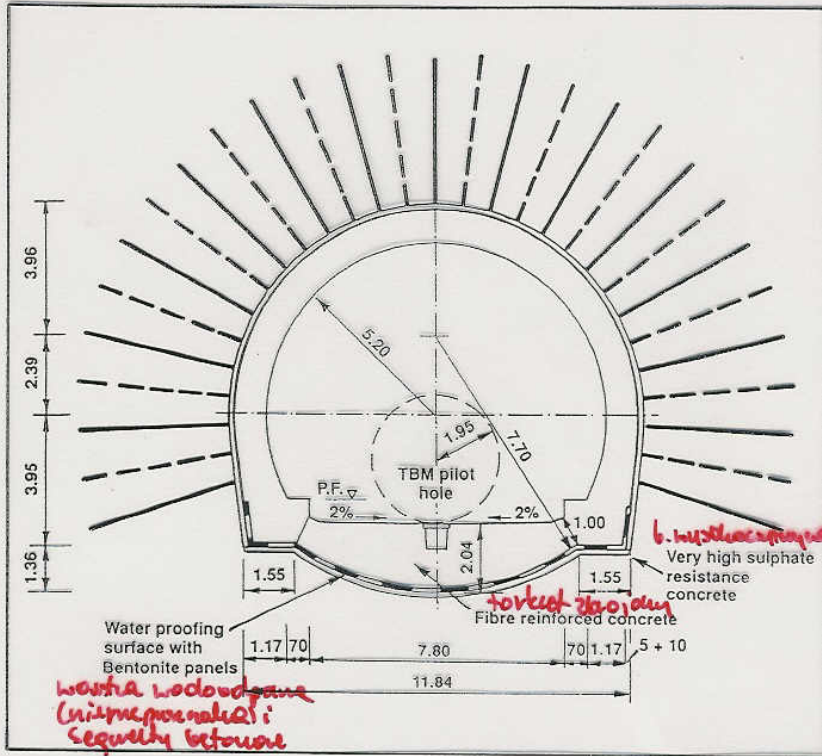 3.96
2.39
3.95
1.36
5.20
1.95
7.70
TBM pilot
hole
P.F.
2%
2%
1.00
2.04
1.55
1.55
Very high sulphate
resistance
concrete
torkret zbrojony
Fibre reinforced concrete
Water proofing
surface with
Bentonite panels
1.17
70
7.80
70
1.17
5 + 10
11.84
warstwa wodoodporna
i
segmenty betonowe